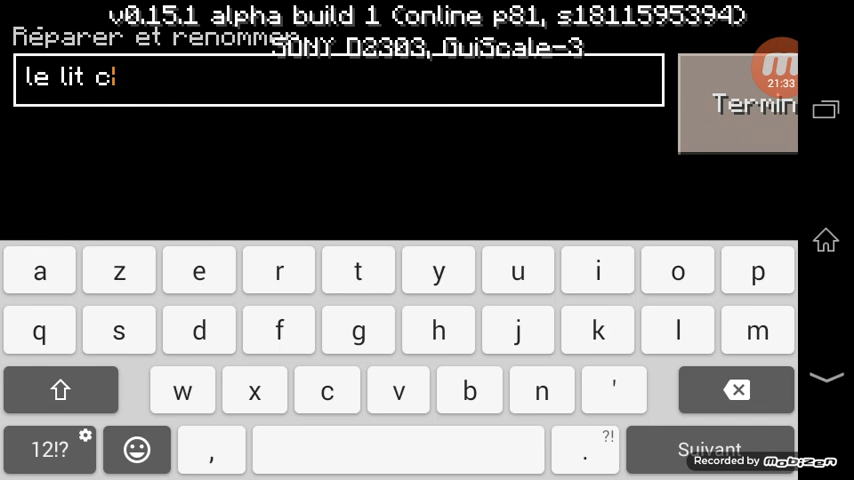 v0.15.1 alpha build 1 (online p81, s1811595394)
Réparer et renommer
SONY D2303, GuiScale-3
le lit c
Termin
21:33
a z e r t y u i o p
q s d f g h j k l m
w x c v b n '
12!? , . ?! Suivant
Recorded by mobizen